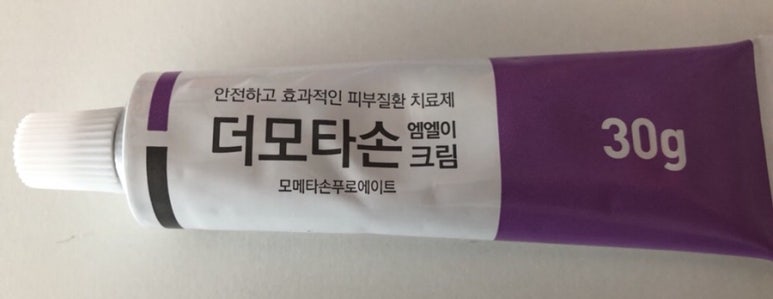 안전하고 효과적인 피부질환 치료제
더모타손 엠엘이 크림
모메타손푸로에이트
30g